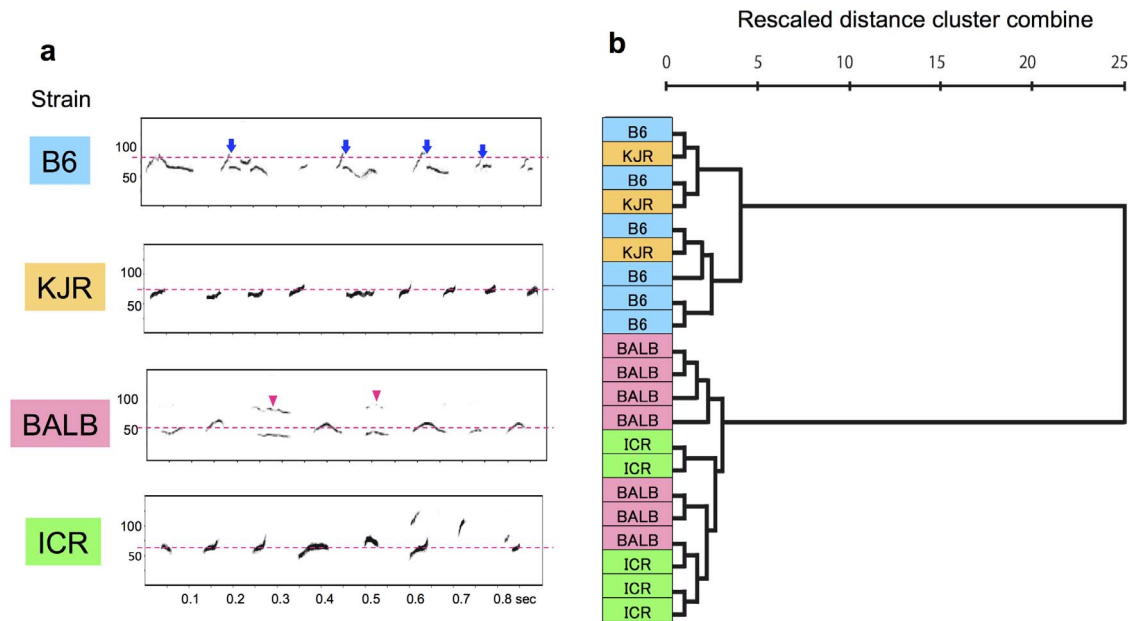 a
Strain
B6
100
50
KJR
100
50
BALB
100
50
ICR
100
50
0.1 0.2 0.3 0.4 0.5 0.6 0.7 0.8 sec
b
Rescaled distance cluster combine
0 5 10 15 20 25
B6
KJR
B6
KJR
B6
KJR
B6
B6
B6
BALB
BALB
BALB
BALB
ICR
ICR
BALB
BALB
BALB
ICR
ICR
ICR